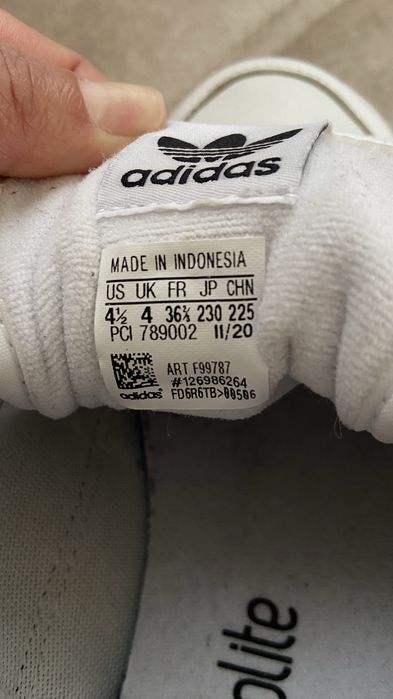 adidas
MADE IN INDONESIA
US UK FR JP CHN
4½ 4 36⅔ 230 225
PCI 789002 11/20
ART F99787
#126986264
adidas FD6R6TB>00506
olite